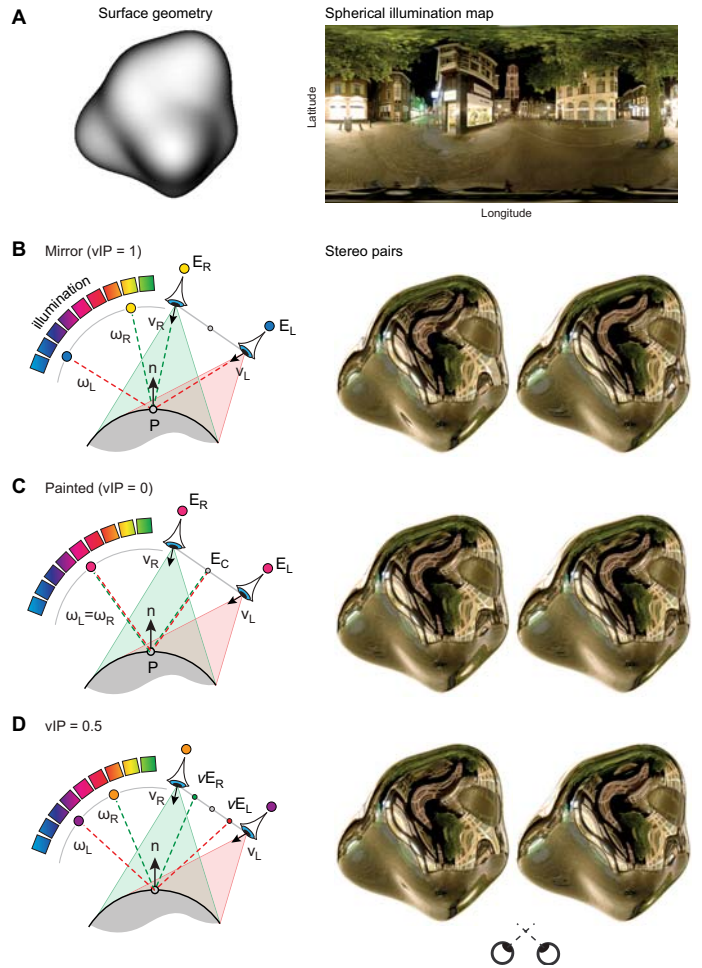 A
Surface geometry
Spherical illumination map
Latitude
Longitude
B
Mirror (vIP = 1)
Stereo pairs
illumination
E_R
E_L
v_R
v_L
ω_R
ω_L
n
P
C
Painted (vIP = 0)
E_R
E_C
E_L
v_R
v_L
ω_L=ω_R
n
P
D
vIP = 0.5
vE_R
vE_L
v_R
v_L
ω_R
ω_L
n